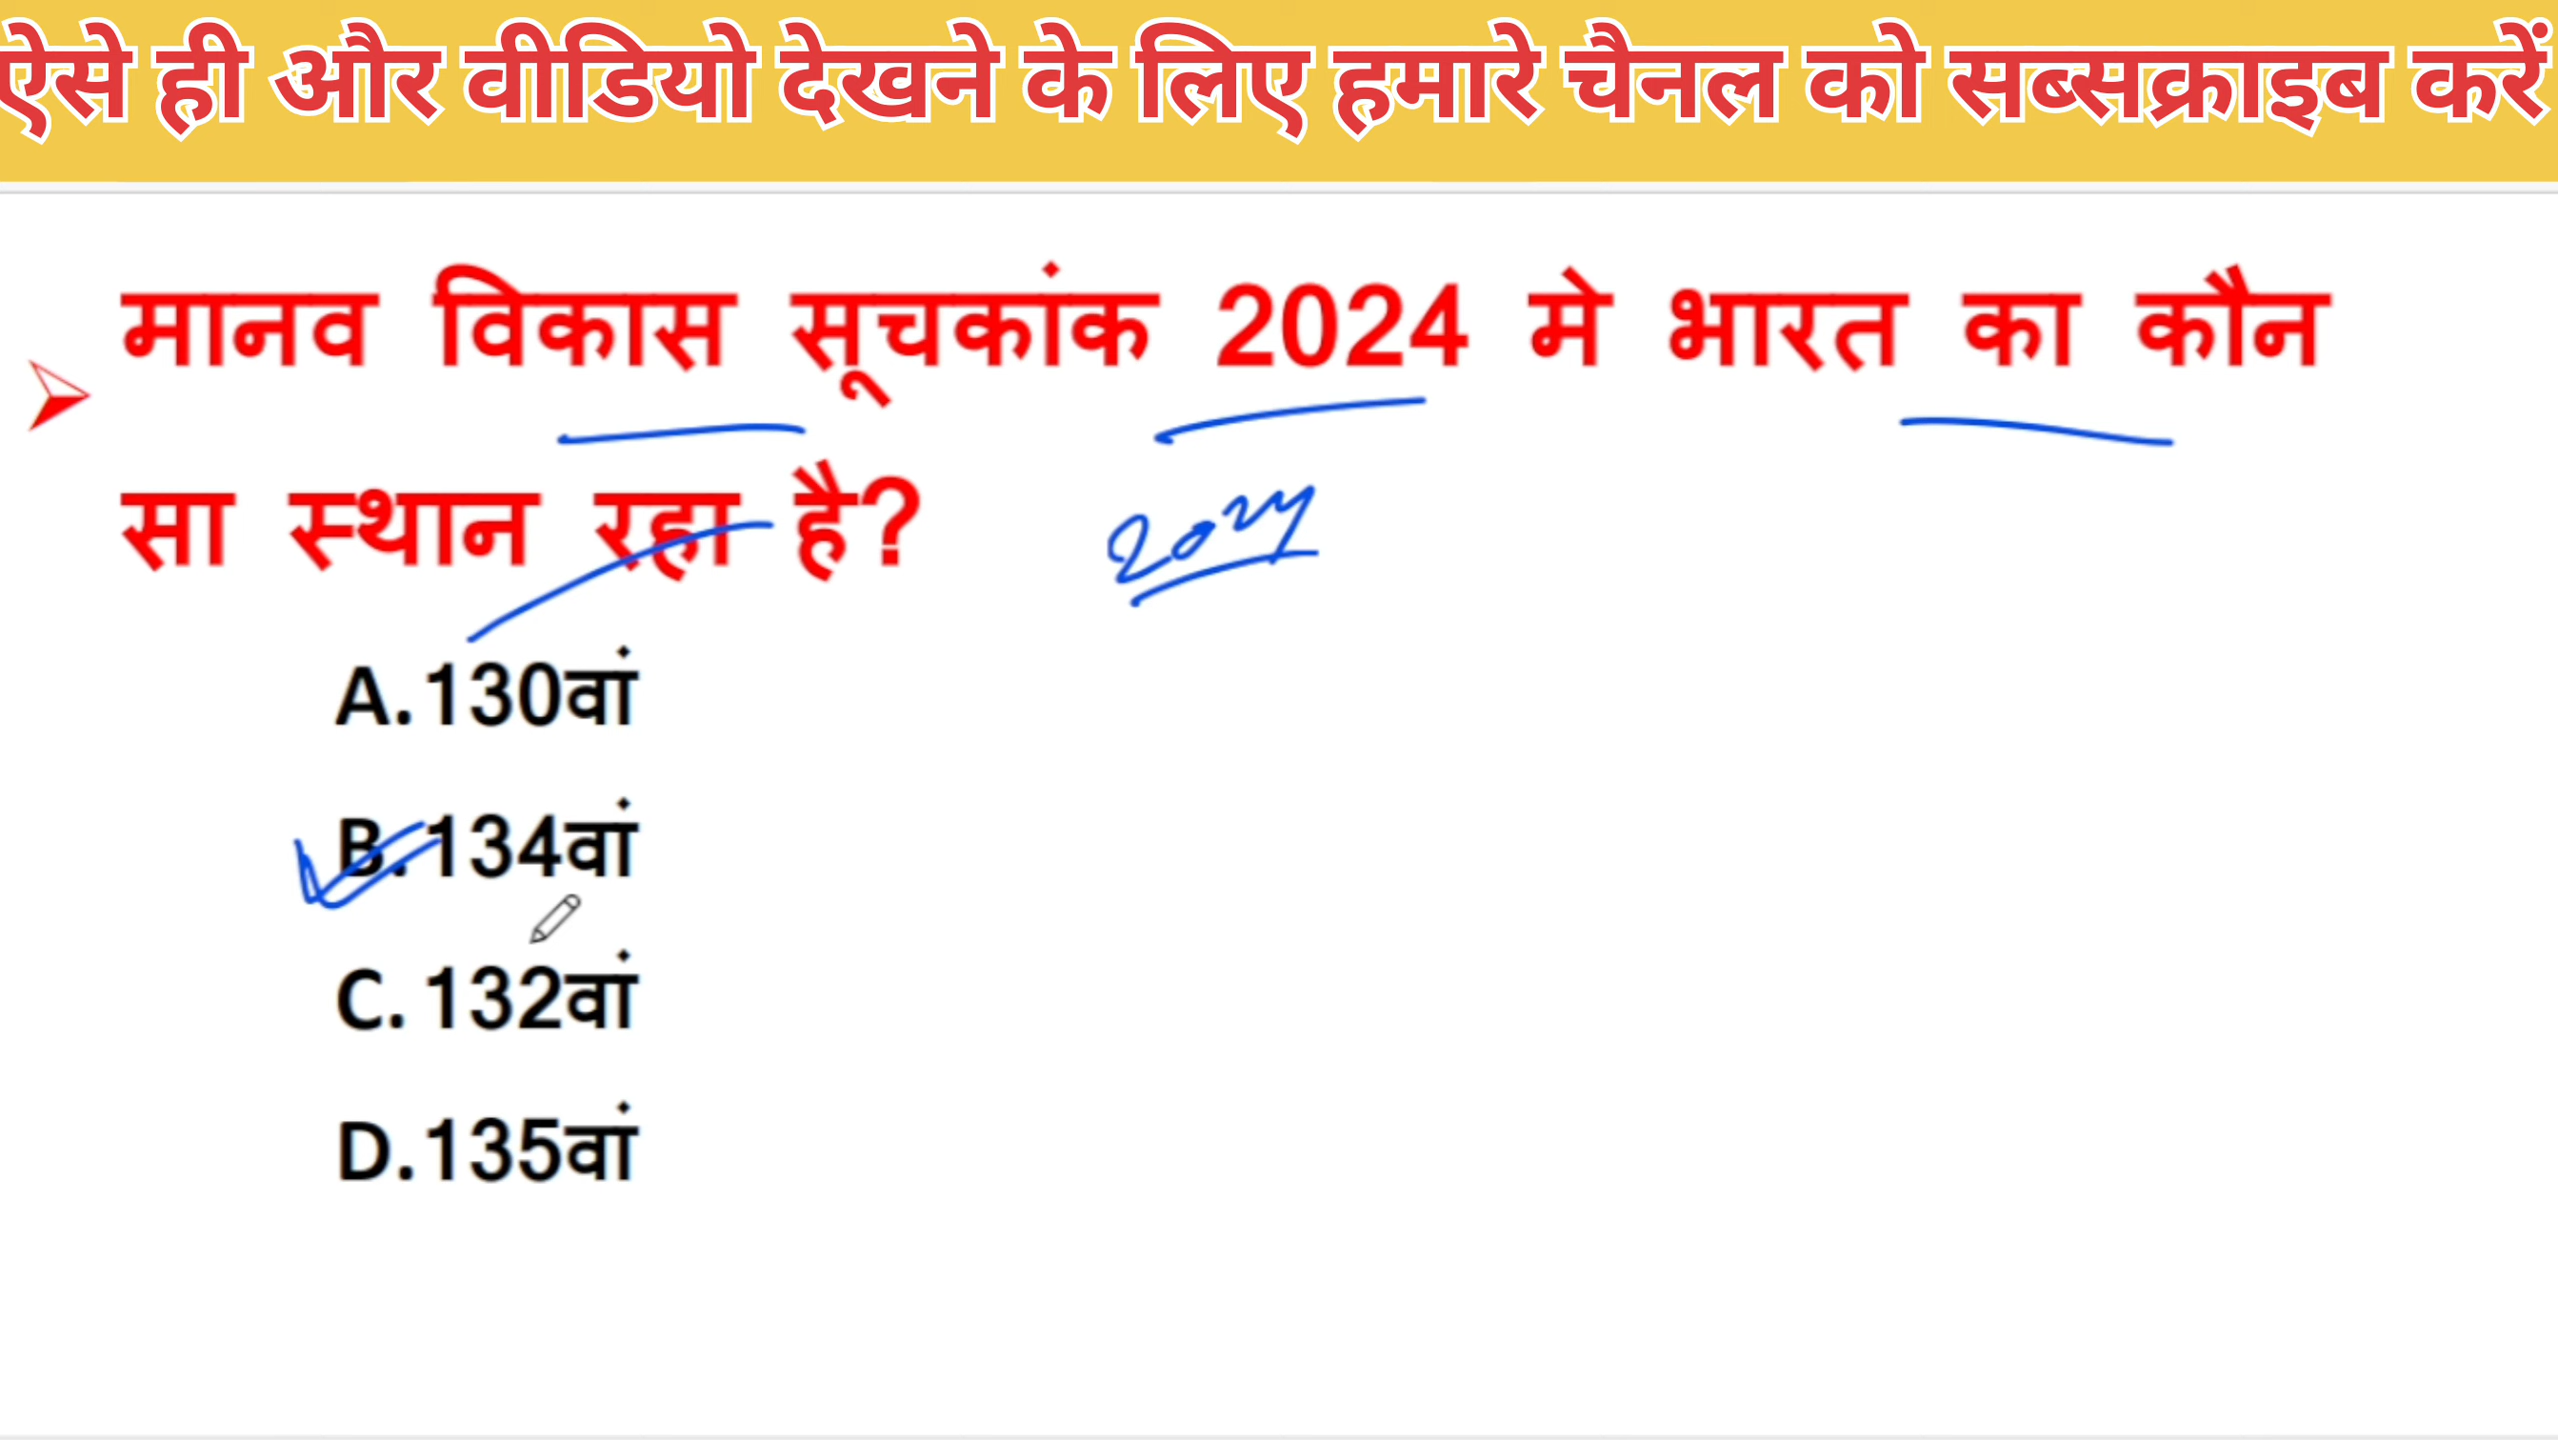 ऐसे ही और वीडियो देखने के लिए हमारे चैनल को सब्सक्राइब करें
मानव विकास सूचकांक 2024 मे भारत का कौन
सा स्थान रहा है?
2024
A. 130वां
B. 134वां
C. 132वां
D. 135वां